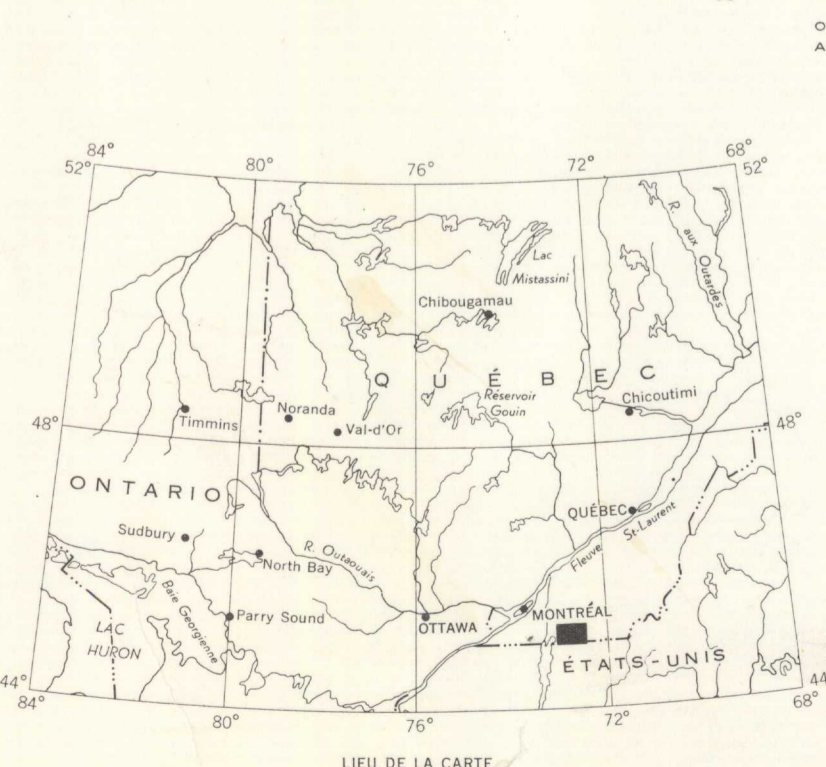 O
A
84°
80°
76°
72°
68°
52°
52°
R. aux Outardes
Lac
Mistassini
Chibougamau
QUÉBEC
Réservoir
Gouin
Chicoutimi
Noranda
Timmins
Val-d'Or
48°
48°
ONTARIO
QUÉBEC
Fleuve St-Laurent
Sudbury
R. Outaouais
North Bay
Baie Georgienne
Parry Sound
MONTRÉAL
OTTAWA
LAC
HURON
ÉTATS-UNIS
44°
44
84°
80°
76°
72°
68°
LIEU DE LA CARTE